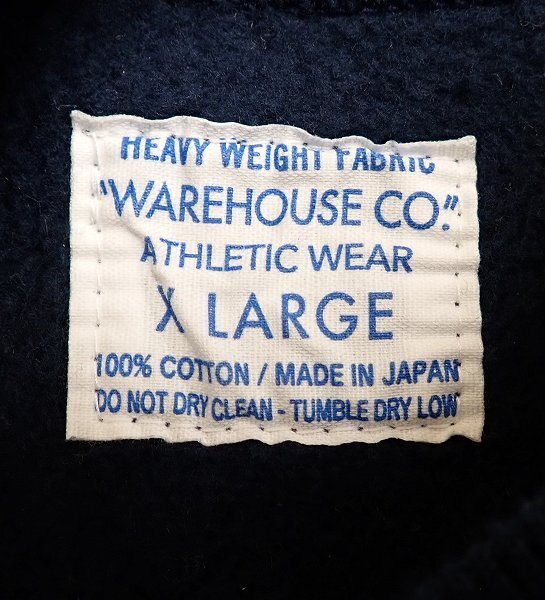 HEAVY WEIGHT FABRIC
"WAREHOUSE CO."
ATHLETIC WEAR
X LARGE
100% COTTON / MADE IN JAPAN
DO NOT DRY CLEAN - TUMBLE DRY LOW